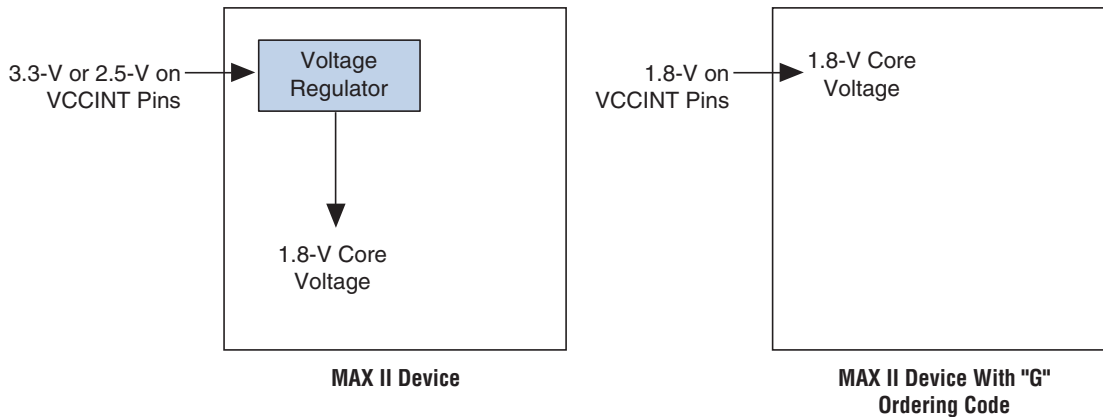 3.3-V or 2.5-V on
VCCINT Pins
Voltage
Regulator
1.8-V Core
Voltage
MAX II Device
1.8-V on
VCCINT Pins
1.8-V Core
Voltage
MAX II Device With "G"
Ordering Code